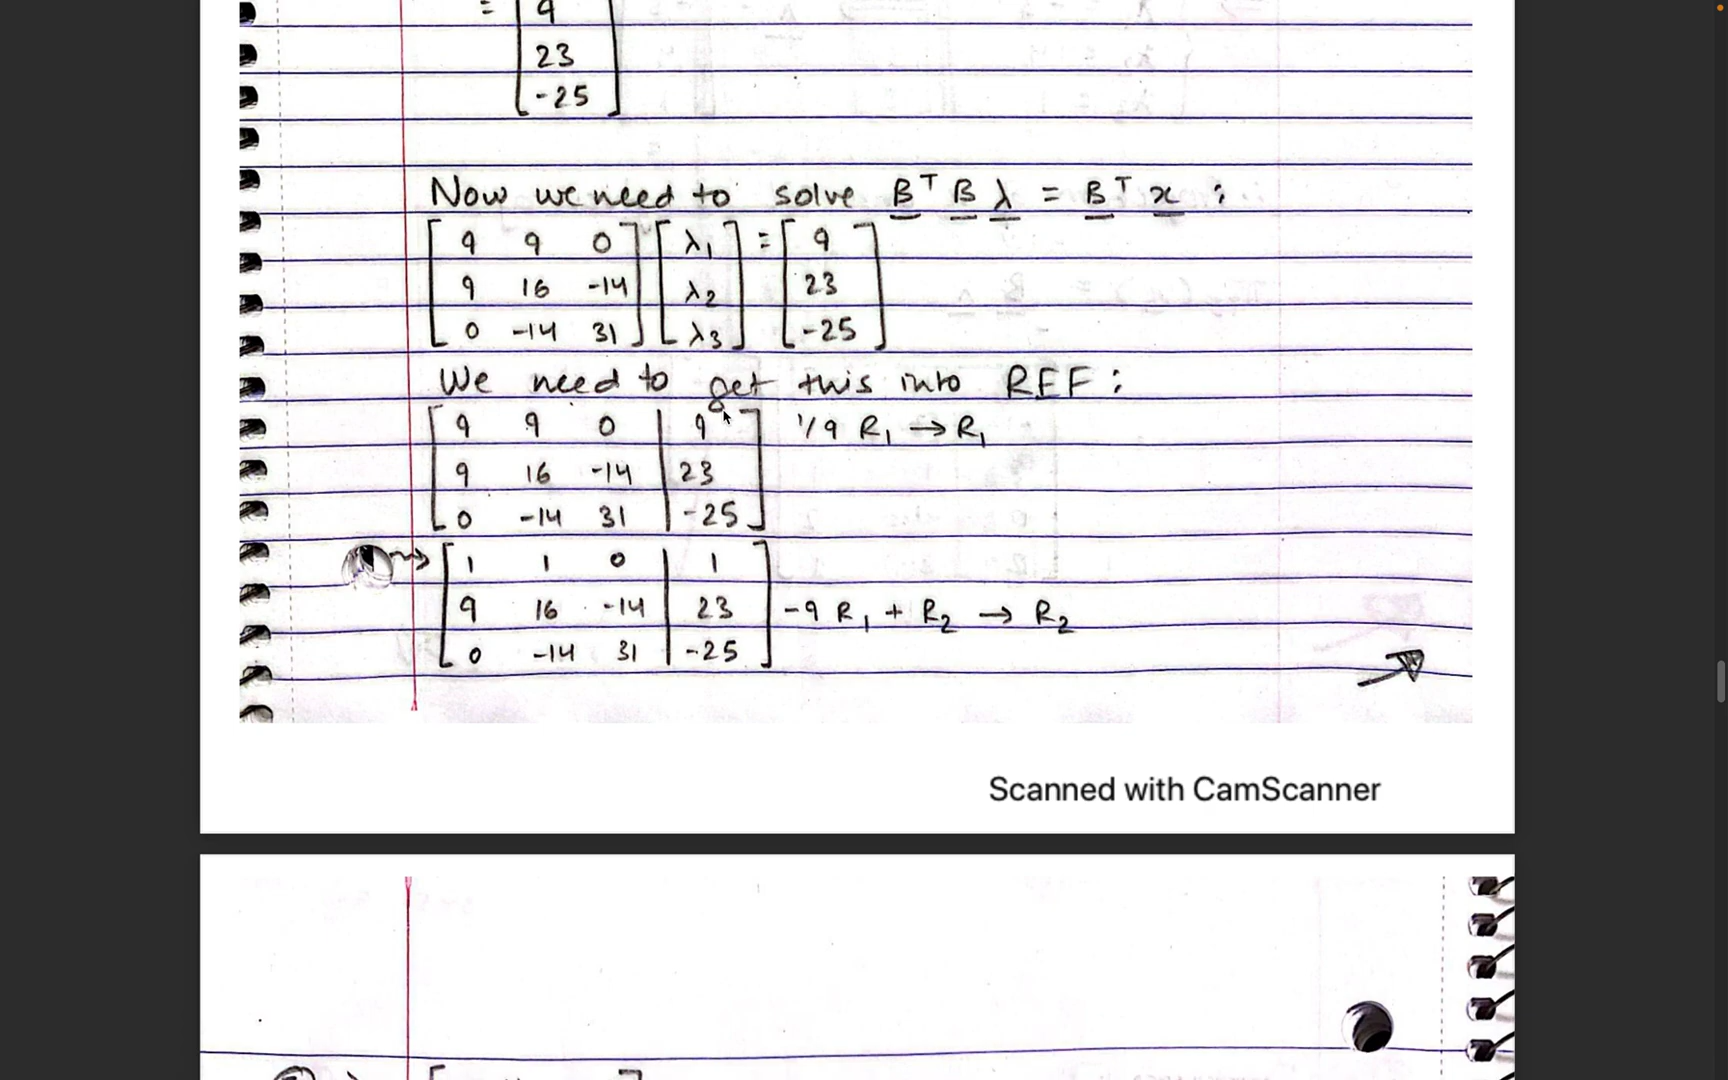 = [ 9
23
-25 ]
Now we need to solve B^T B λ = B^T x :
[ 9 9 0 ] [ λ1 ] = [ 9 ]
[ 9 16 -14 ] [ λ2 ] [ 23 ]
[ 0 -14 31 ] [ λ3 ] [ -25 ]
We need to get this into REF :
[ 9 9 0 | 9 ] 1/9 R1 → R1
[ 9 16 -14 | 23 ]
[ 0 -14 31 | -25 ]
⇝ [ 1 1 0 | 1 ]
[ 9 16 -14 | 23 ] -9 R1 + R2 → R2
[ 0 -14 31 | -25 ]
Scanned with CamScanner